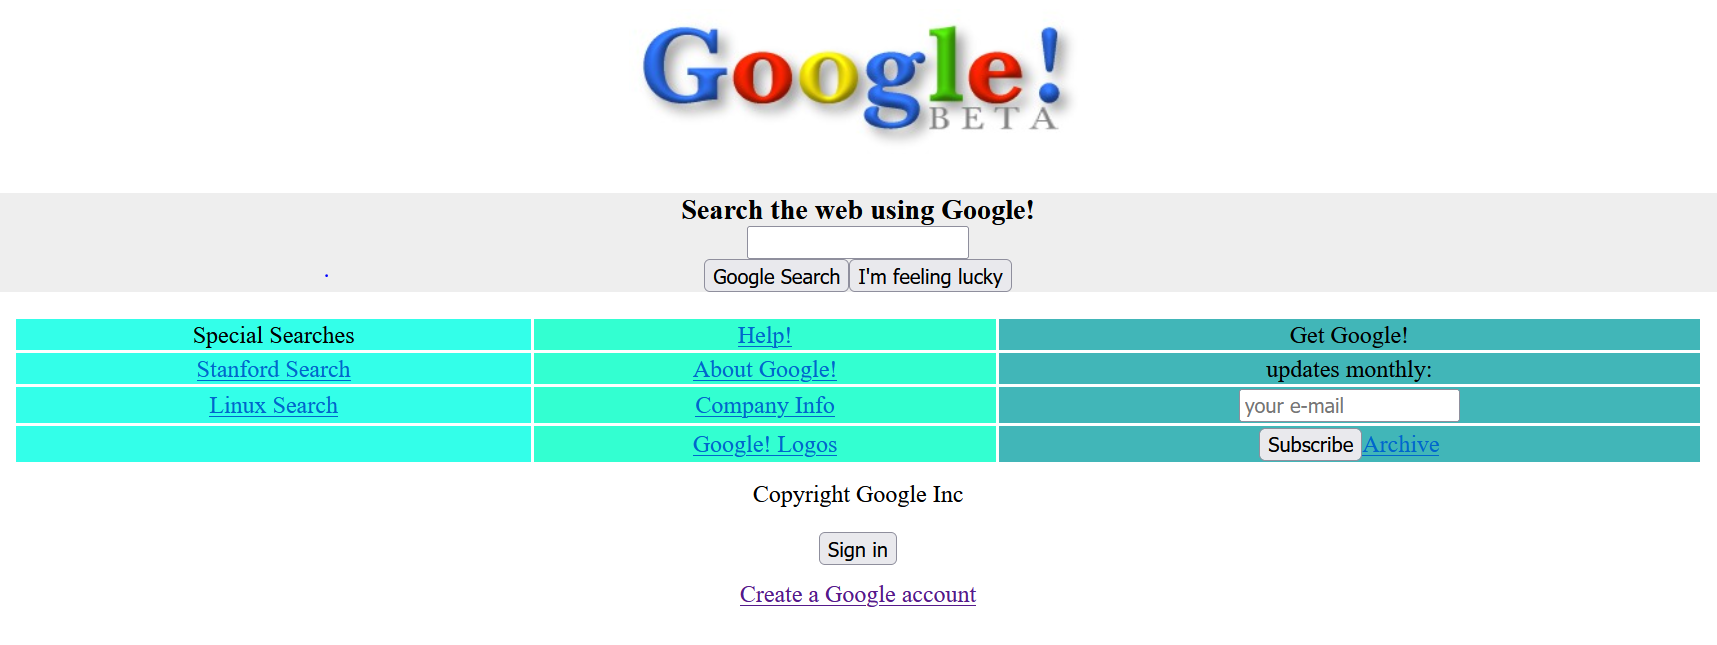 Google!
BETA
Search the web using Google!
Google Search I'm feeling lucky
Special Searches Help! Get Google!
Stanford Search About Google! updates monthly:
Linux Search Company Info your e-mail
Google! Logos Subscribe Archive
Copyright Google Inc
Sign in
Create a Google account